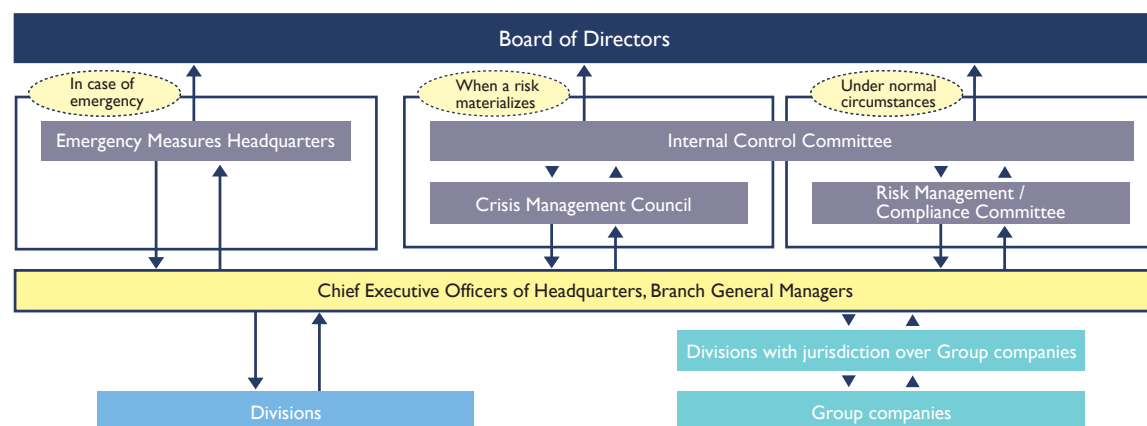 Board of Directors
In case of
emergency
When a risk
materializes
Under normal
circumstances
Emergency Measures Headquarters
Internal Control Committee
Crisis Management Council
Risk Management /
Compliance Committee
Chief Executive Officers of Headquarters, Branch General Managers
Divisions with jurisdiction over Group companies
Divisions
Group companies